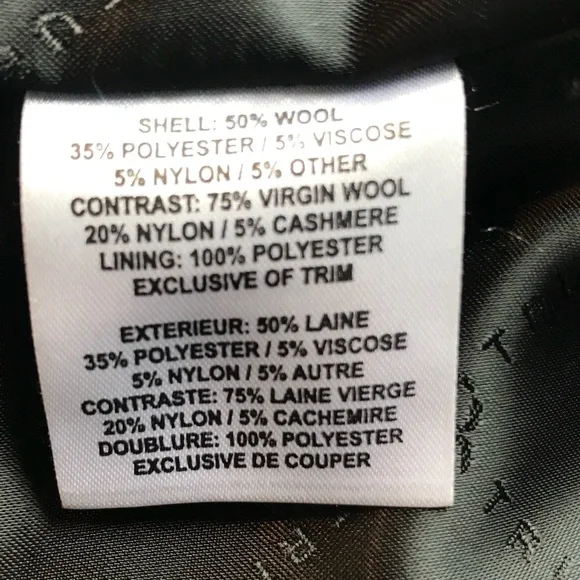 SHELL: 50% WOOL
35% POLYESTER / 5% VISCOSE
5% NYLON / 5% OTHER
CONTRAST: 75% VIRGIN WOOL
20% NYLON / 5% CASHMERE
LINING: 100% POLYESTER
EXCLUSIVE OF TRIM
EXTERIEUR: 50% LAINE
35% POLYESTER / 5% VISCOSE
5% NYLON / 5% AUTRE
CONTRASTE: 75% LAINE VIERGE
20% NYLON / 5% CACHEMIRE
DOUBLURE: 100% POLYESTER
EXCLUSIVE DE COUPER